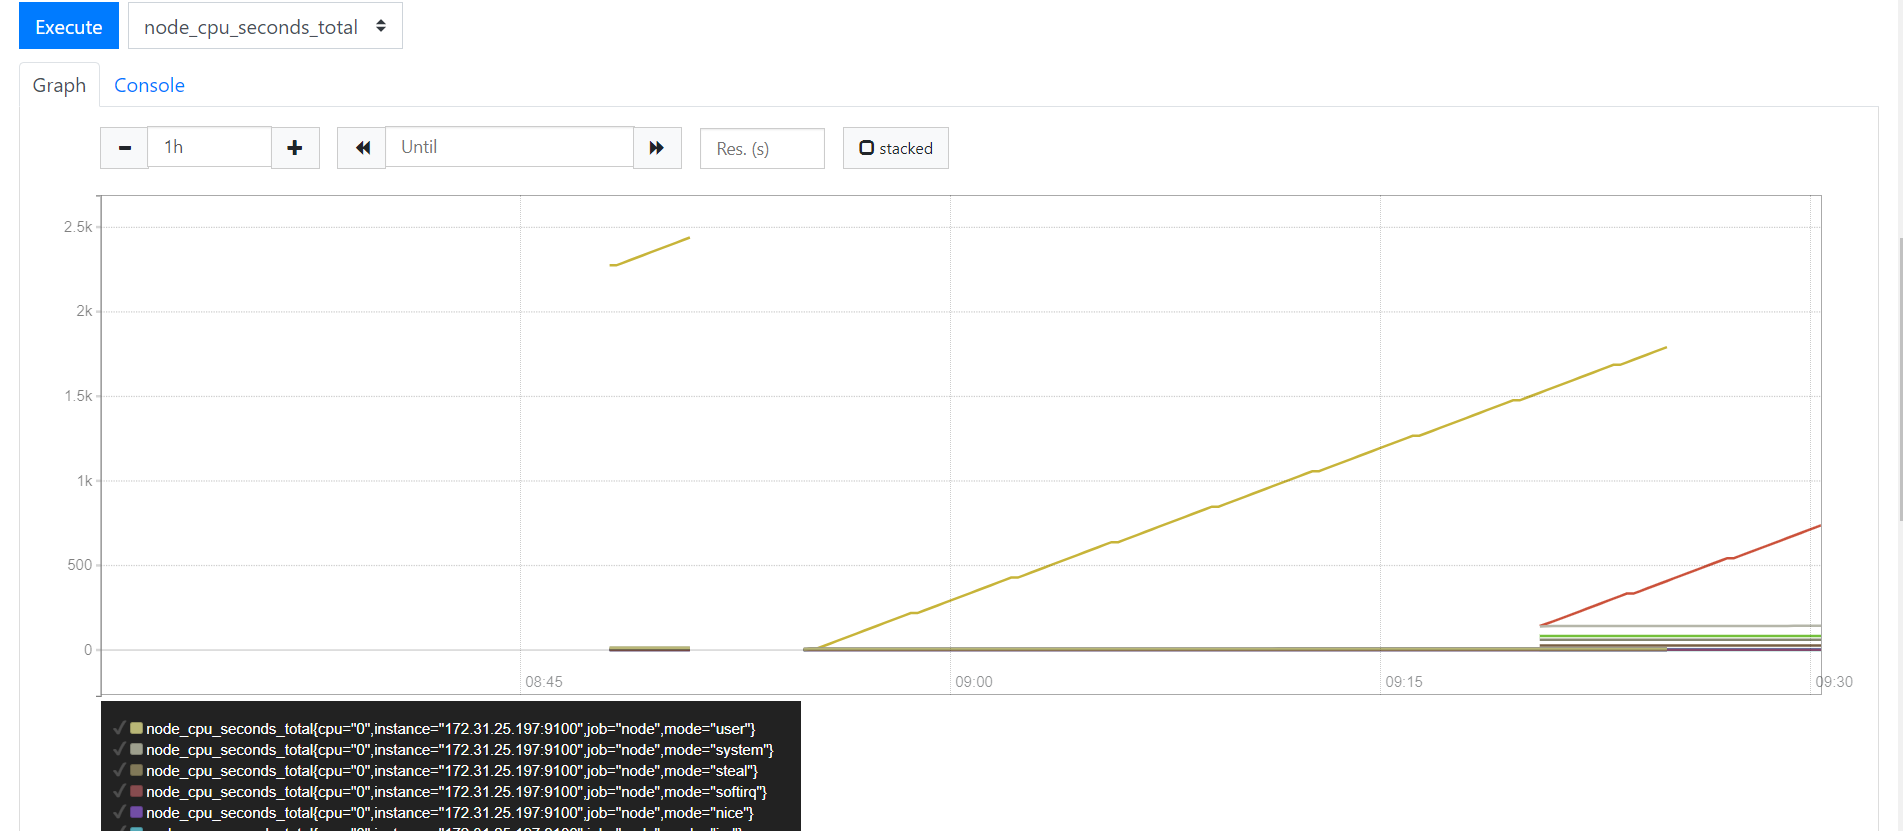 Execute node_cpu_seconds_total
Graph Console
1h Until Res. (s) stacked
2.5k
2k
1.5k
1k
500
0
08:45 09:00 09:15 09:30
node_cpu_seconds_total{cpu="0",instance="172.31.25.197:9100",job="node",mode="user"}
node_cpu_seconds_total{cpu="0",instance="172.31.25.197:9100",job="node",mode="system"}
node_cpu_seconds_total{cpu="0",instance="172.31.25.197:9100",job="node",mode="steal"}
node_cpu_seconds_total{cpu="0",instance="172.31.25.197:9100",job="node",mode="softirq"}
node_cpu_seconds_total{cpu="0",instance="172.31.25.197:9100",job="node",mode="nice"}